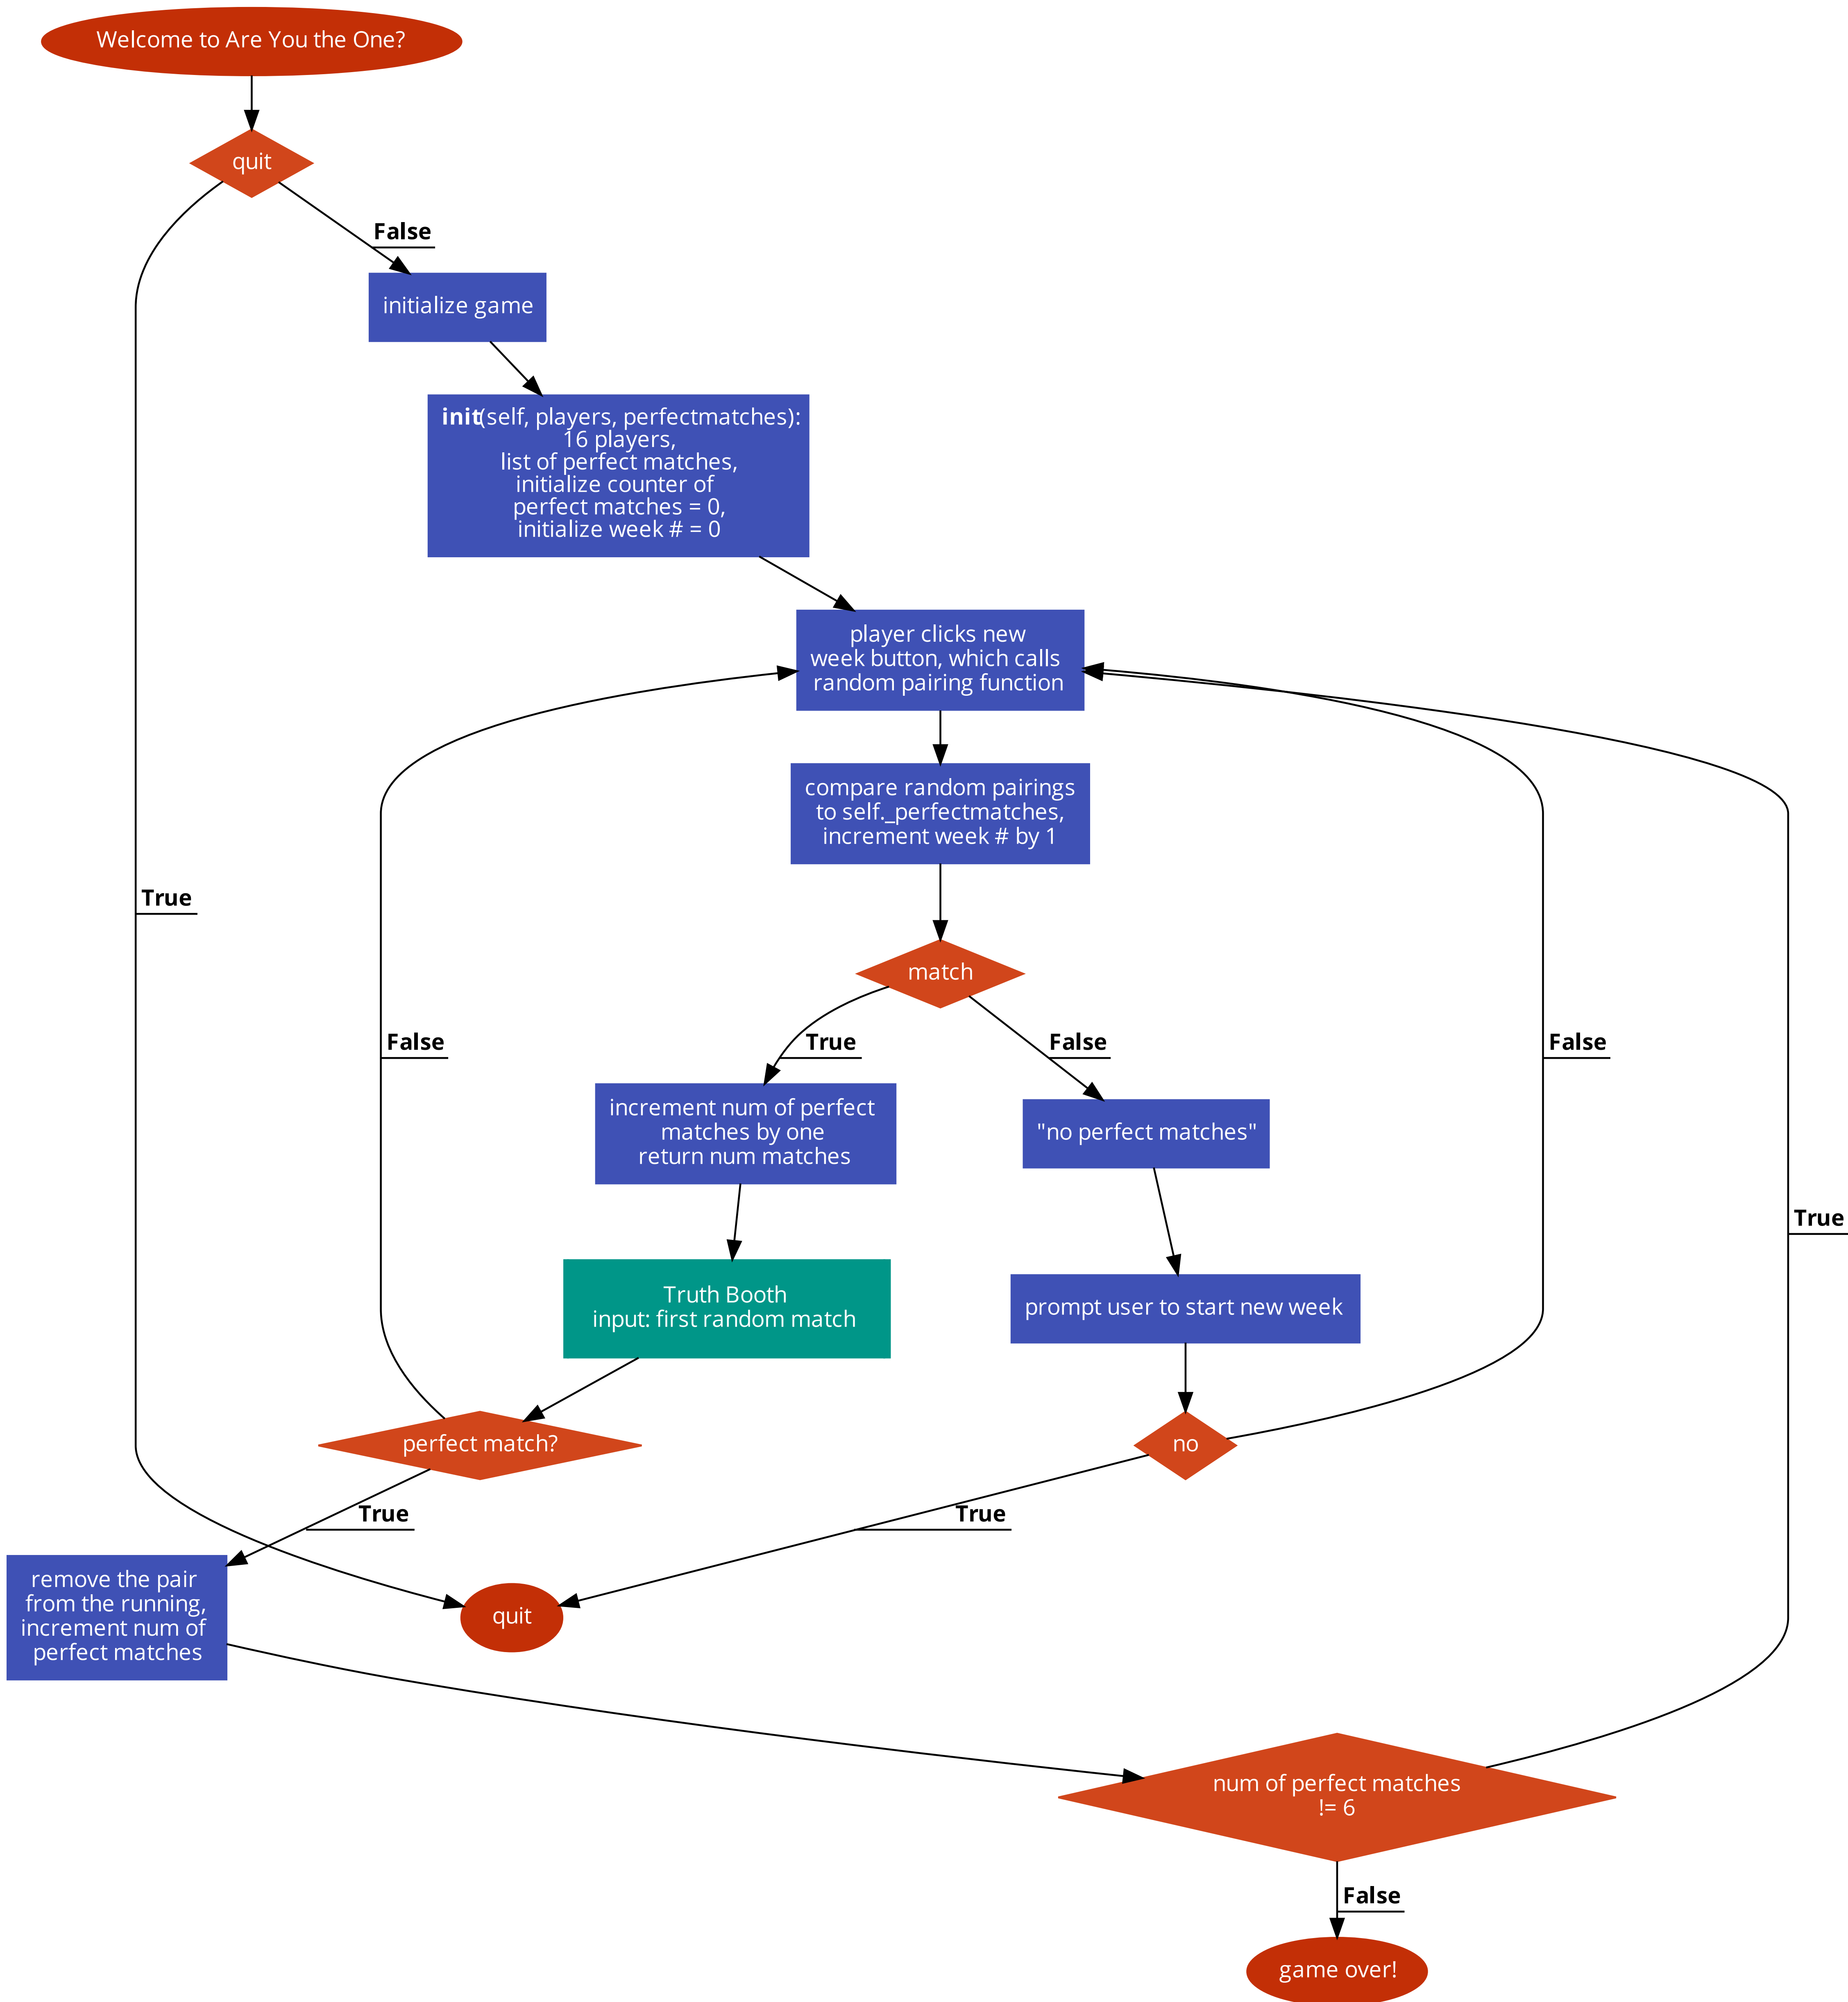 Welcome to Are You the One?
quit
False
initialize game
init(self, players, perfectmatches):
16 players,
list of perfect matches,
initialize counter of
perfect matches = 0,
initialize week # = 0
player clicks new
week button, which calls
random pairing function
compare random pairings
to self._perfectmatches,
increment week # by 1
True
match
False
True
False
False
increment num of perfect
matches by one
return num matches
"no perfect matches"
True
Truth Booth
input: first random match
prompt user to start new week
perfect match?
no
True
True
remove the pair
from the running,
increment num of
perfect matches
quit
num of perfect matches
!= 6
False
game over!